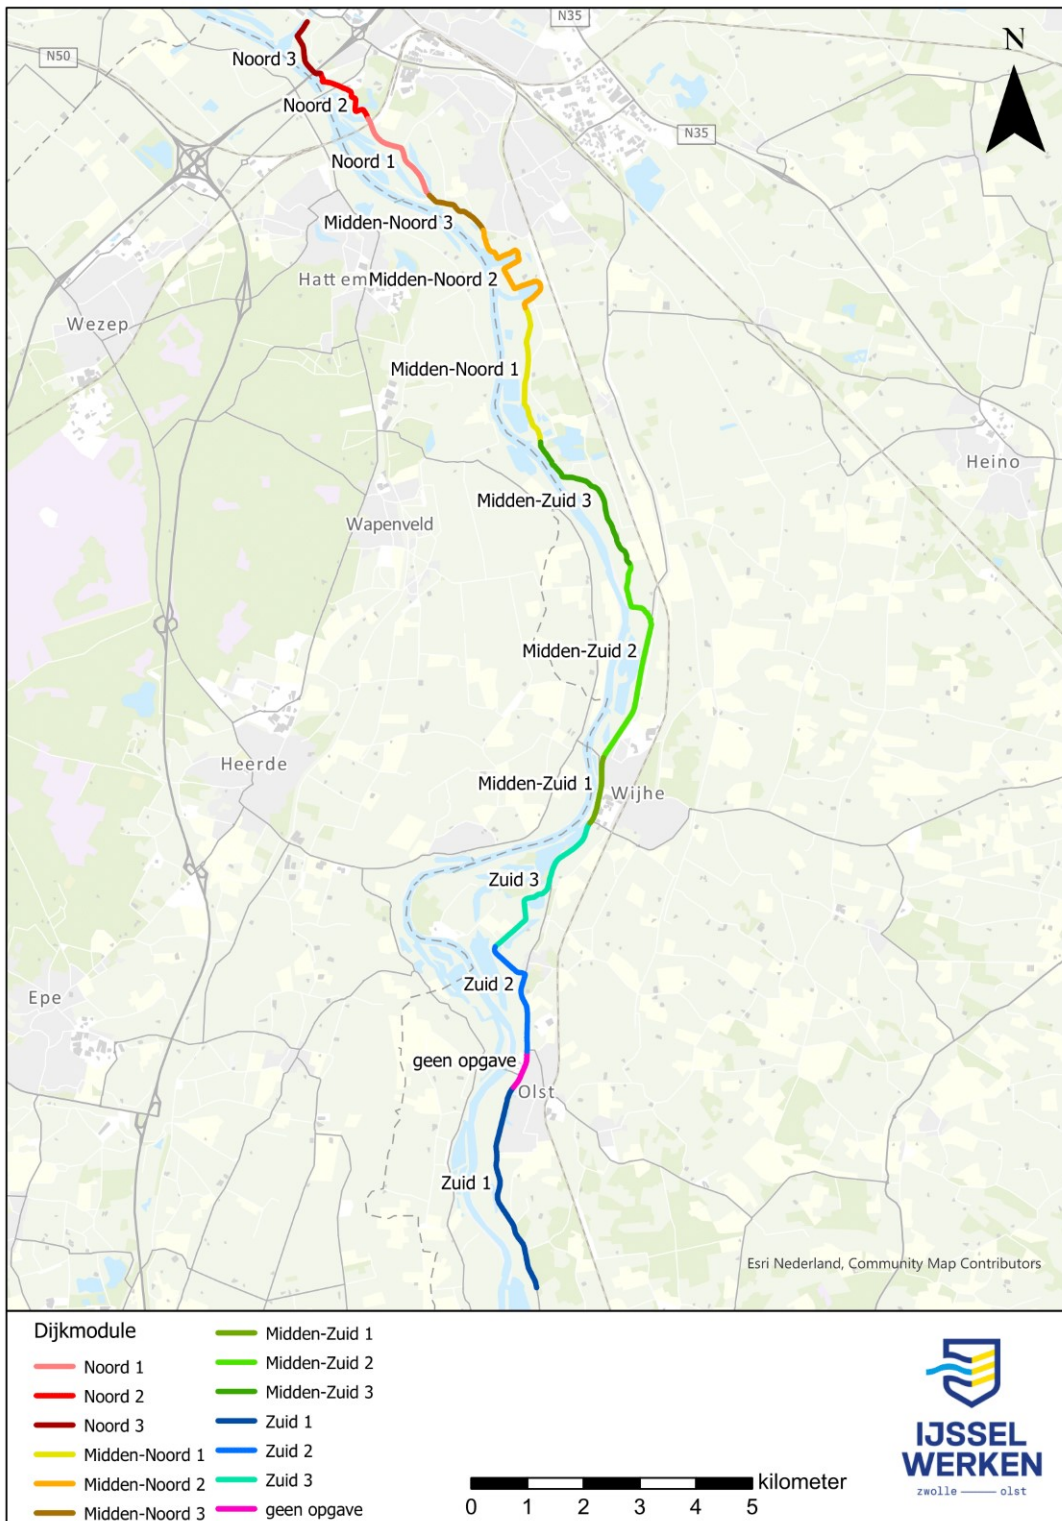 N35
N50
Noord 3
N
Noord 2
N35
Noord 1
Midden-Noord 3
Hattem
Midden-Noord 2
Wezep
Midden-Noord 1
Heino
Midden-Zuid 3
Wapenveld
Midden-Zuid 2
Heerde
Midden-Zuid 1
Wijhe
Zuid 3
Zuid 2
Epe
geen opgave
Olst
Zuid 1
Esri Nederland, Community Map Contributors
Dijkmodule
Noord 1
Noord 2
Noord 3
Midden-Noord 1
Midden-Noord 2
Midden-Noord 3
Midden-Zuid 1
Midden-Zuid 2
Midden-Zuid 3
Zuid 1
Zuid 2
Zuid 3
geen opgave
kilometer
0 1 2 3 4 5
IJSSEL
WERKEN
zwolle olst